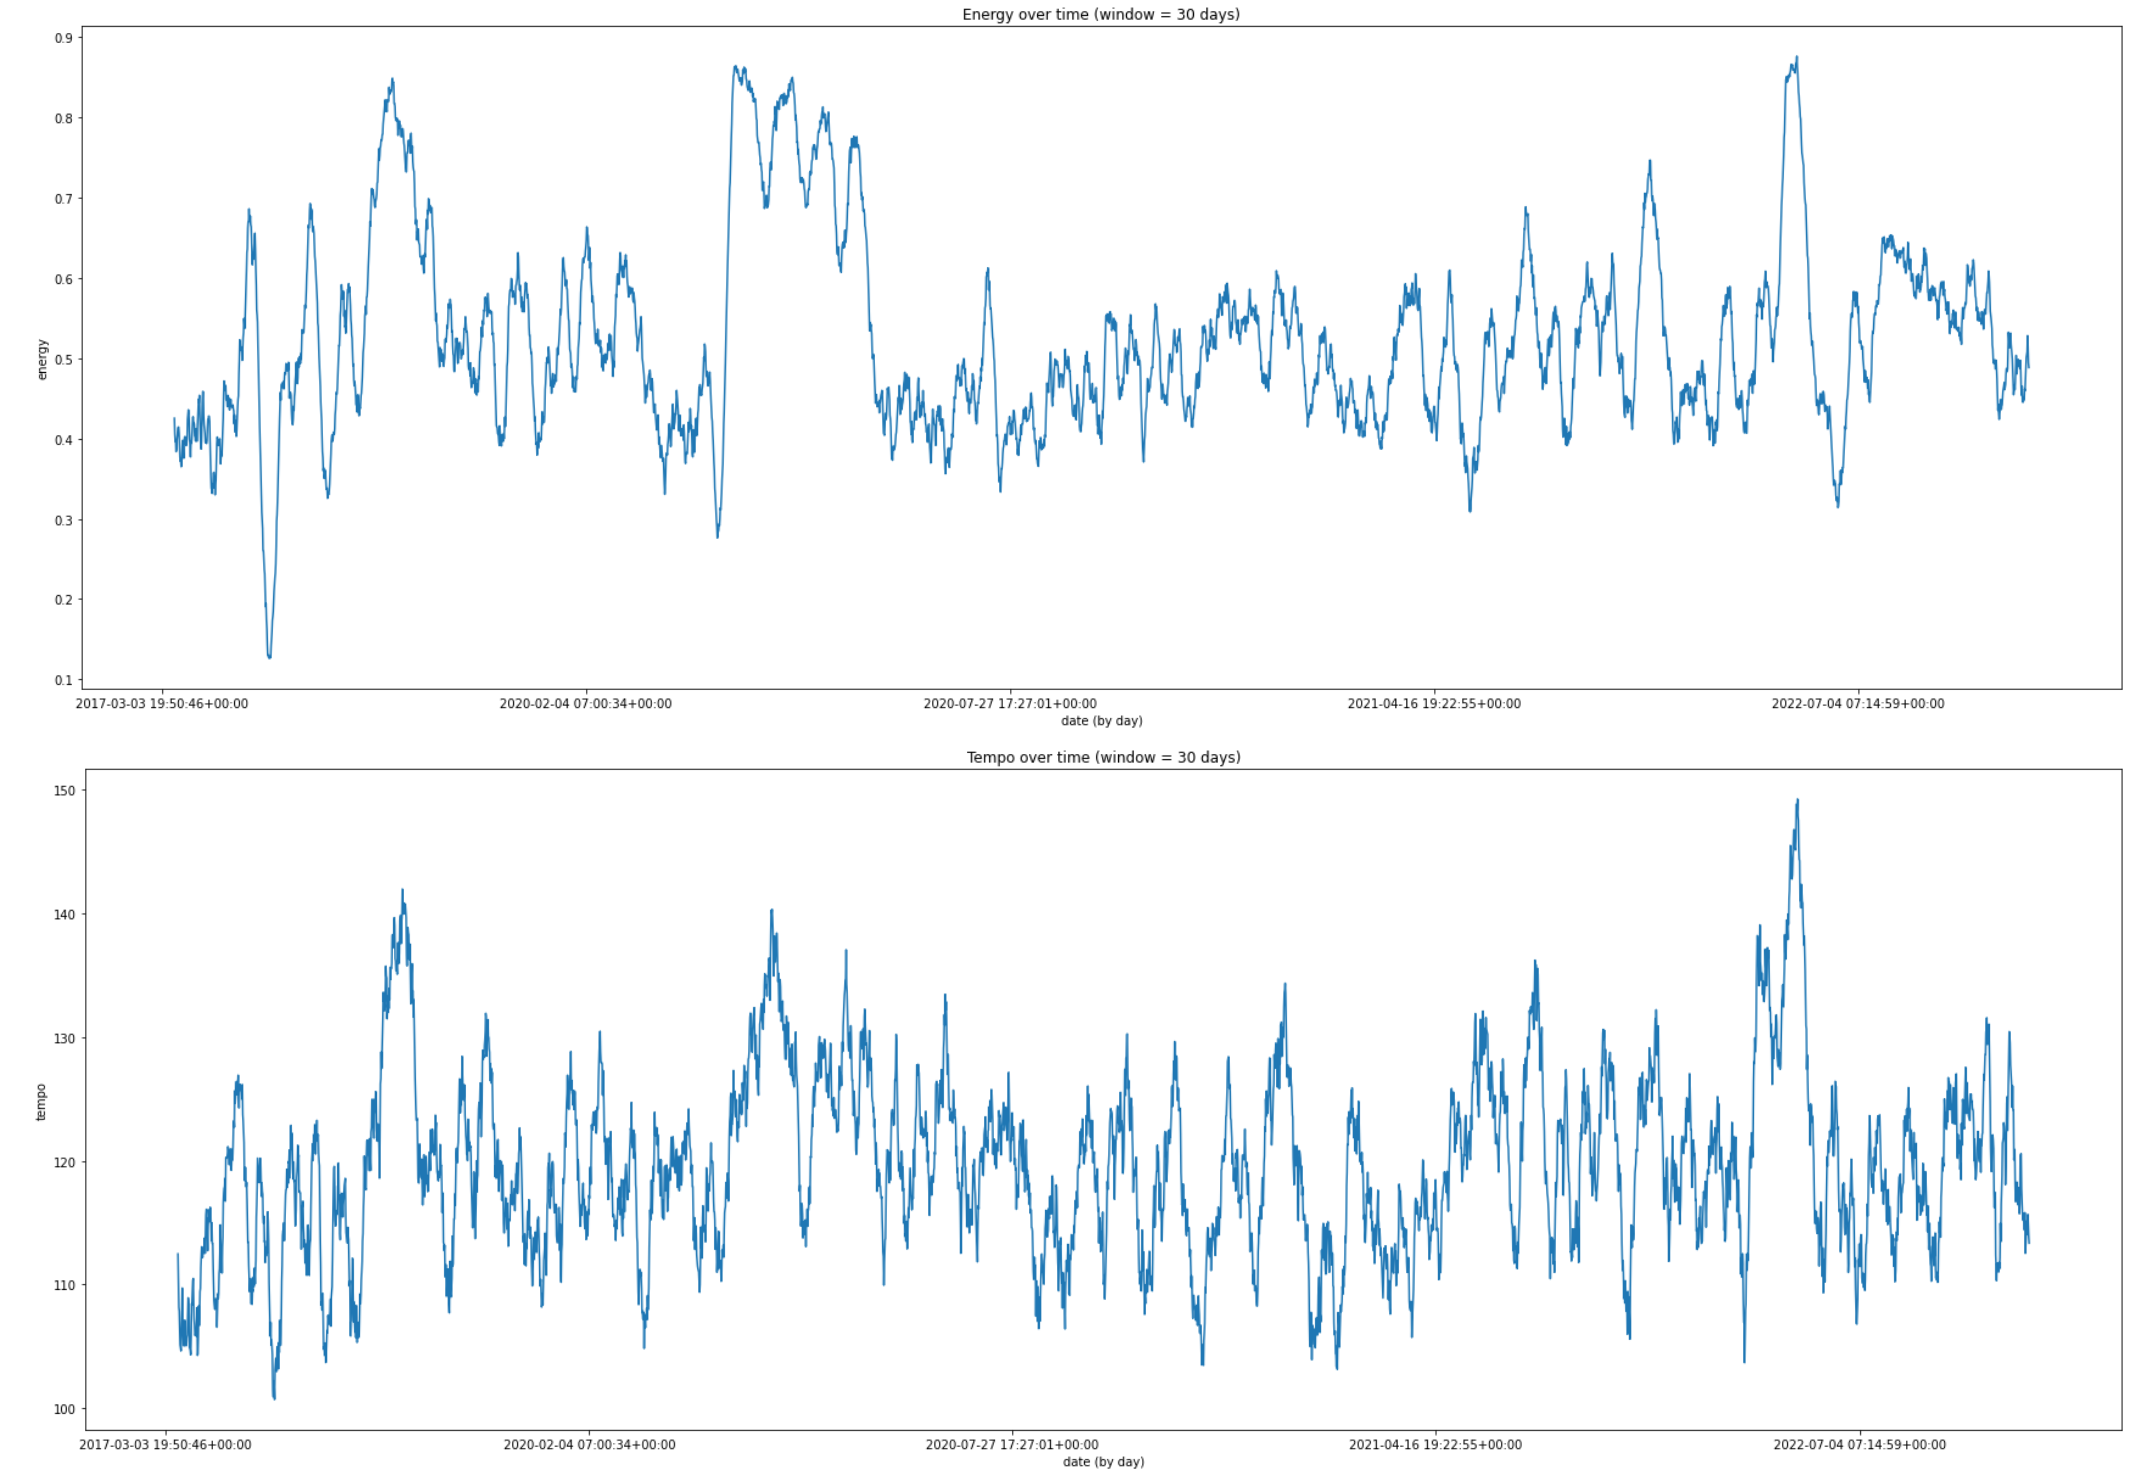 Energy over time (window = 30 days)
0.9
0.8
0.7
0.6
0.5
0.4
0.3
0.2
0.1
energy
2017-03-03 19:50:46+00:00 2020-02-04 07:00:34+00:00 2020-07-27 17:27:01+00:00 2021-04-16 19:22:55+00:00 2022-07-04 07:14:59+00:00
date (by day)
Tempo over time (window = 30 days)
150
140
130
120
110
100
tempo
2017-03-03 19:50:46+00:00 2020-02-04 07:00:34+00:00 2020-07-27 17:27:01+00:00 2021-04-16 19:22:55+00:00 2022-07-04 07:14:59+00:00
date (by day)